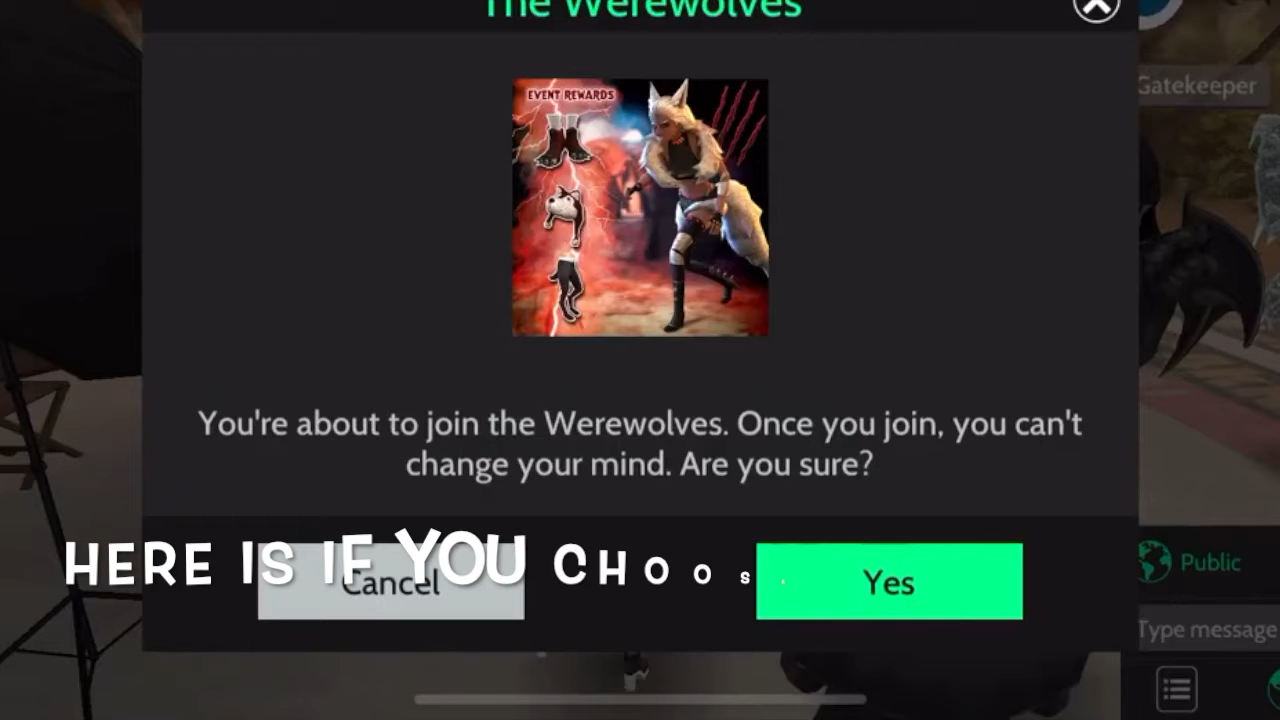 The Werewolves
Gatekeeper
EVENT REWARDS
You're about to join the Werewolves. Once you join, you can't
change your mind. Are you sure?
HERE IS IF YOU CHOOS
Cancel
Yes
Public
Type message